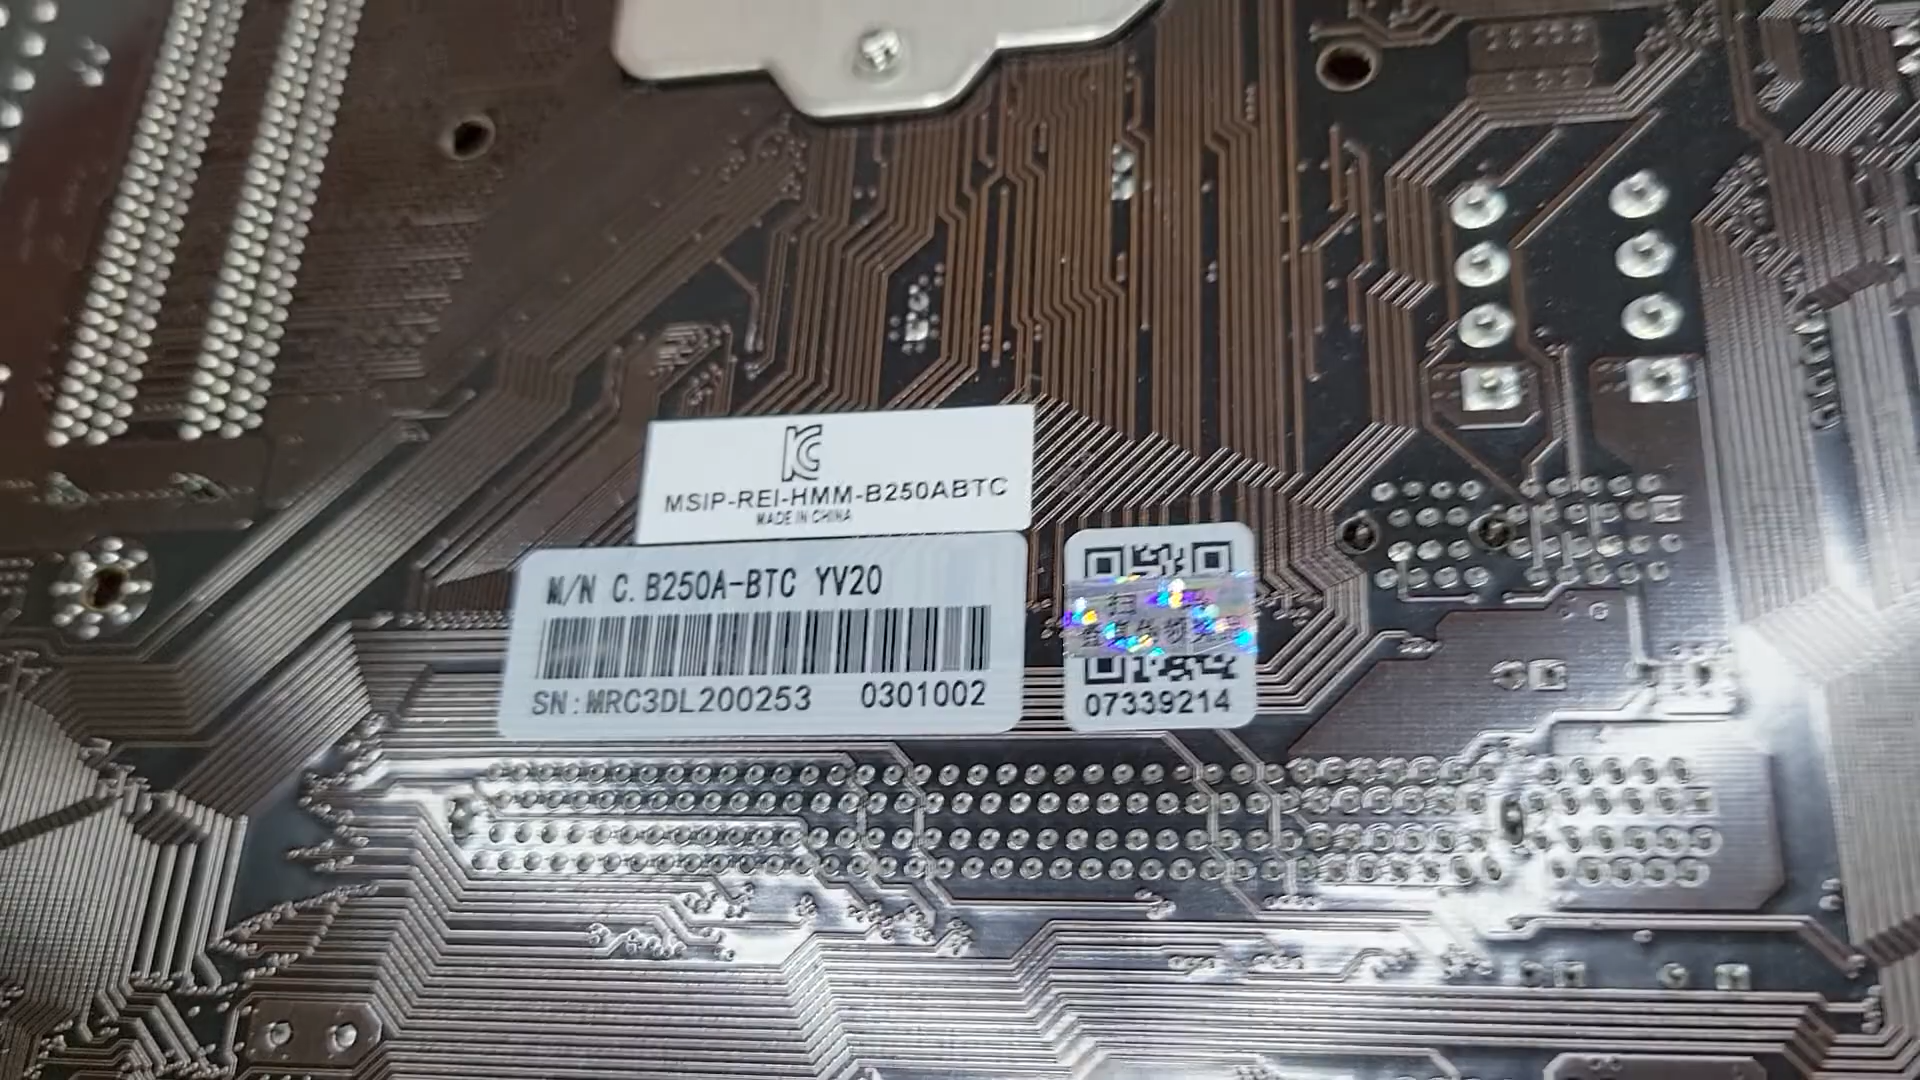 MSIP-REI-HMM-B250ABTC
MADE IN CHINA
M/N C.B250A-BTC YV20
SN:MRC3DL200253 0301002
07339214